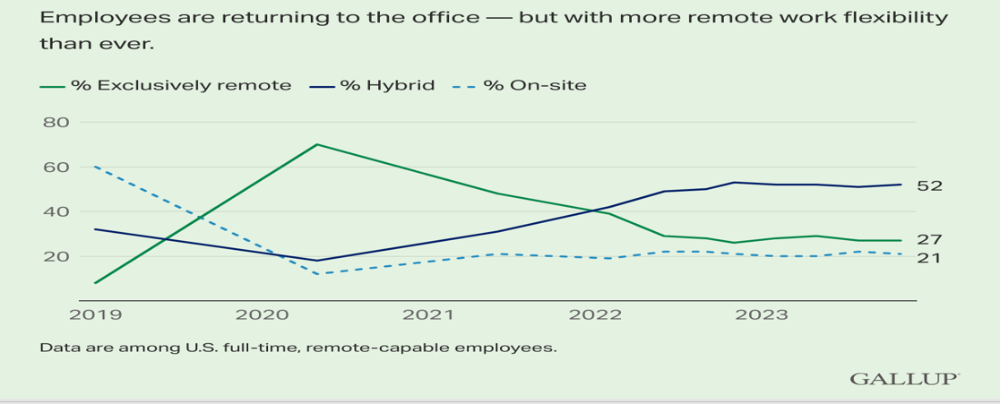 Employees are returning to the office — but with more remote work flexibility
than ever.
% Exclusively remote % Hybrid % On-site
80
60
40
20
52
27
21
2019 2020 2021 2022 2023
Data are among U.S. full-time, remote-capable employees.
GALLUP